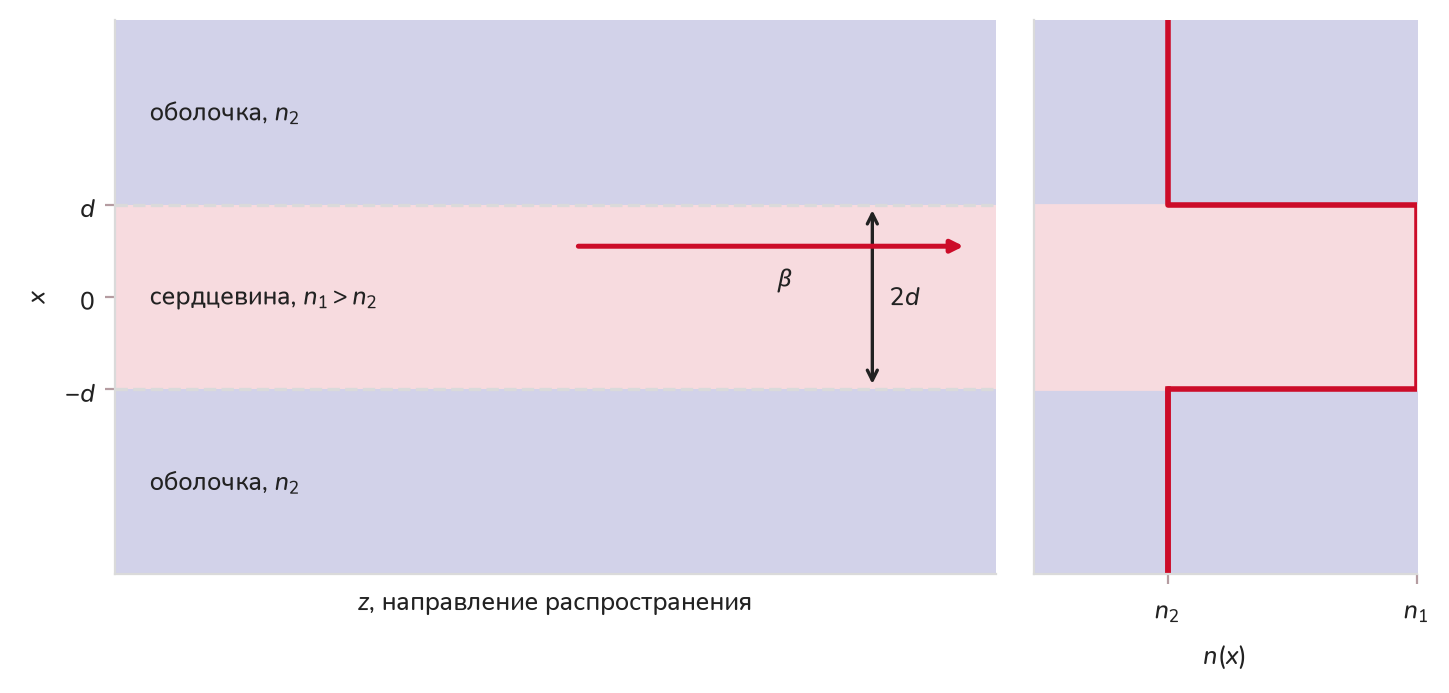 оболочка, n₂
d
β
x
0
сердцевина, n₁ > n₂
2d
−d
оболочка, n₂
z, направление распространения
n₂
n₁
n(x)